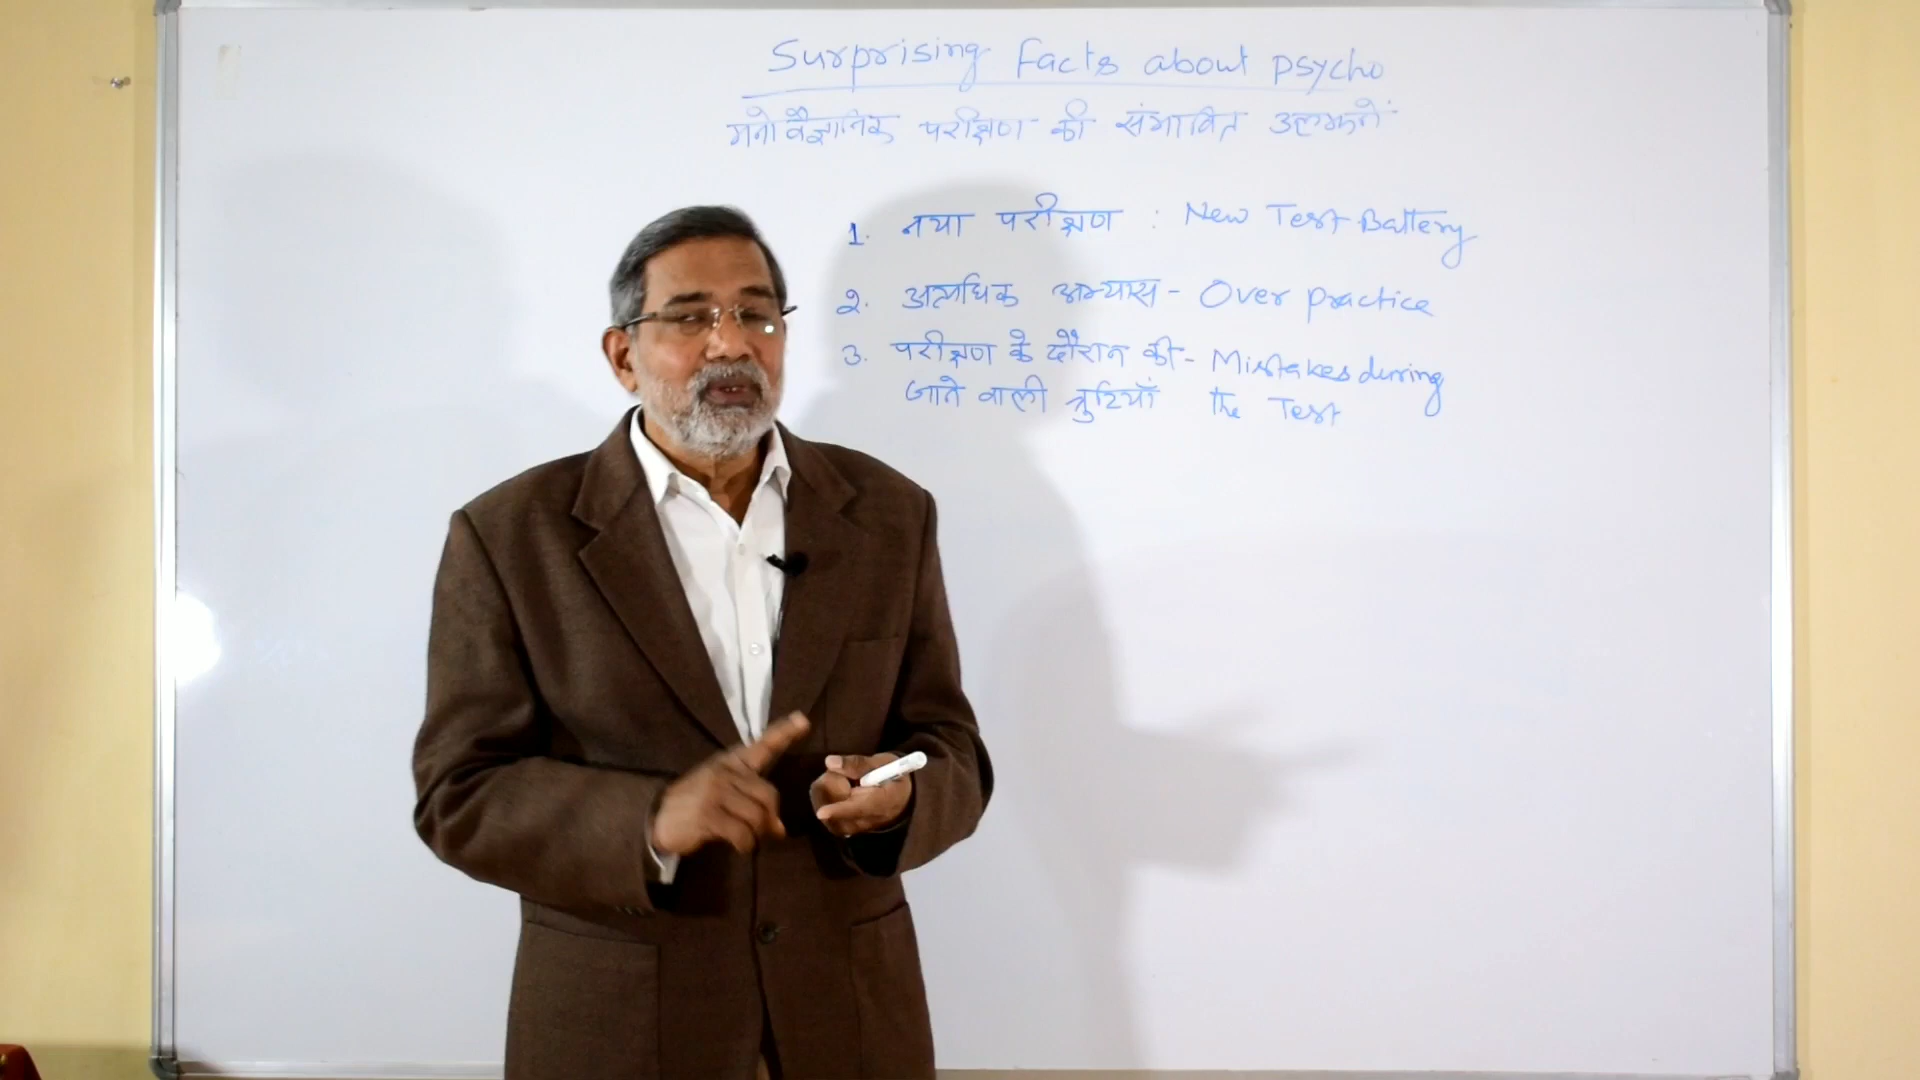 Surprising Facts about psycho
मनोवैज्ञानिक परीक्षण की संभावित उलझनें
1. नया परीक्षण : New Test Battery
2. अत्यधिक अभ्यास - Over practice
3. परीक्षण के दौरान की - Mistakes during
जाने वाली त्रुटियाँ the Test